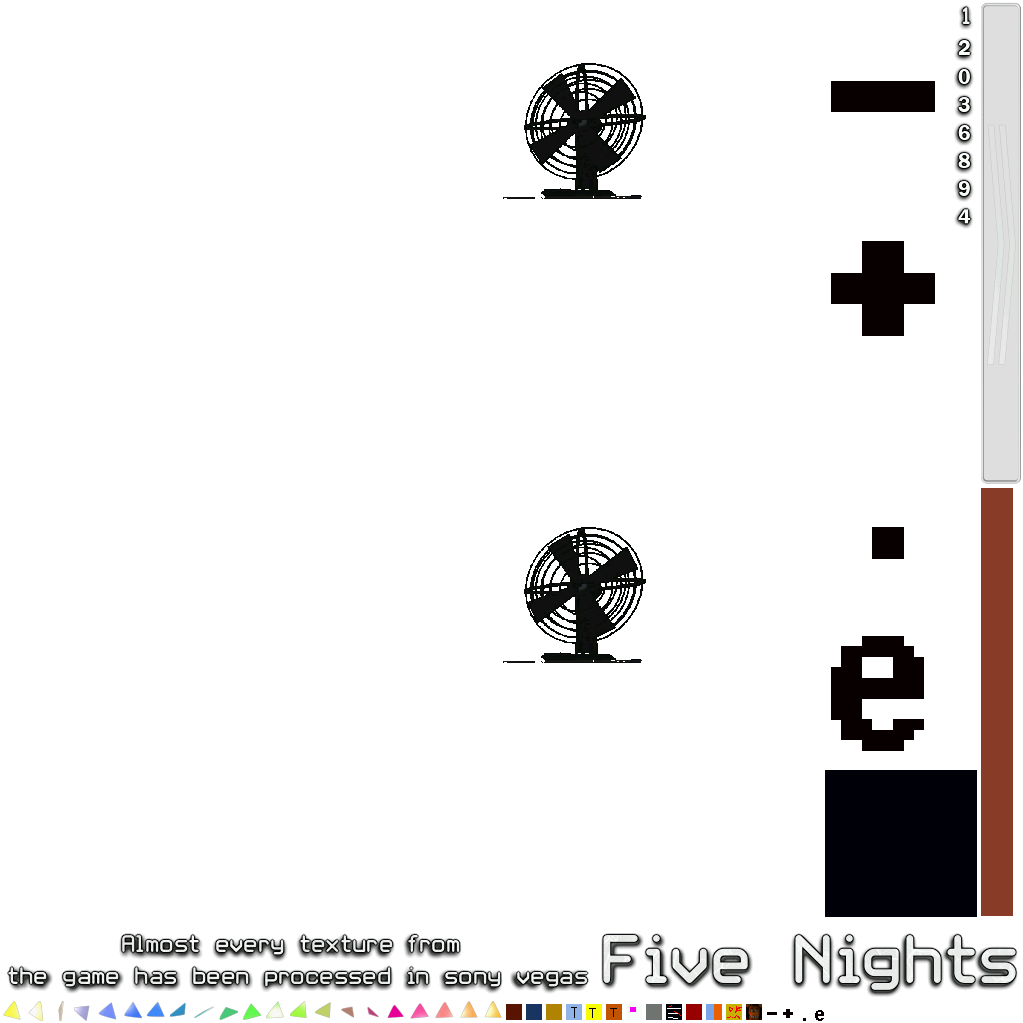 1
2
0
3
6
8
9
4
-
+
.
e
Almost every texture from
the game has been processed in sony vegas
Five Nights
T T T - + . e